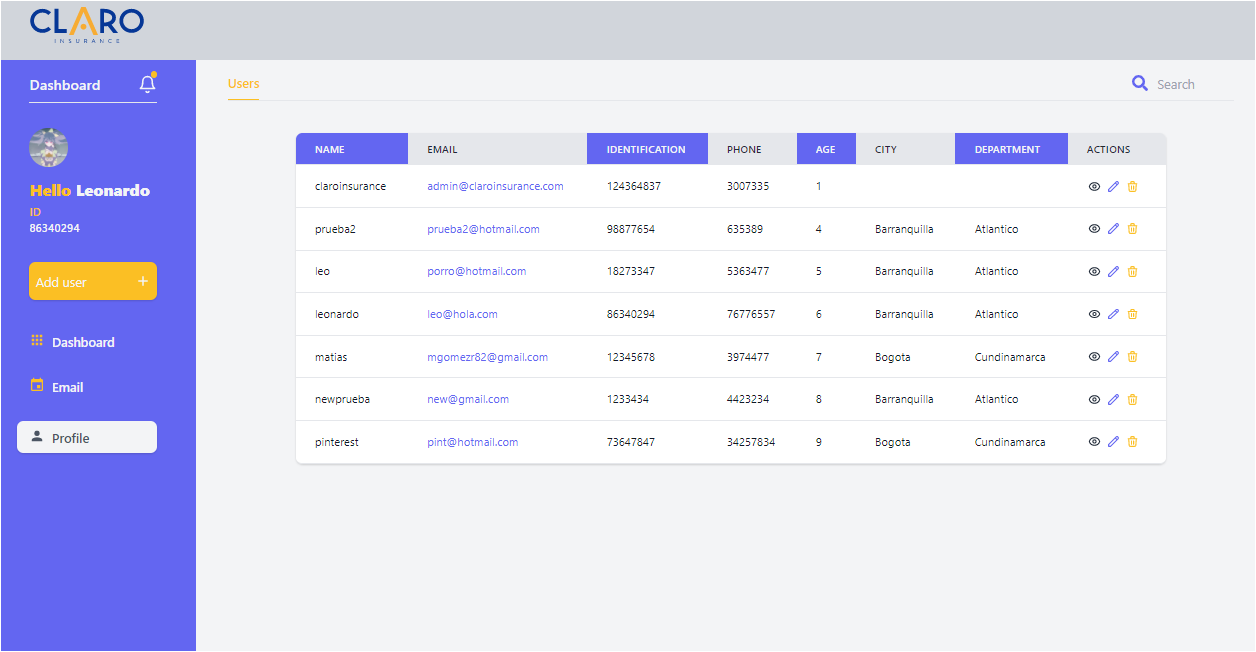 CLARO
INSURANCE
Dashboard
Hello Leonardo
ID
86340294
Add user +
Dashboard
Email
Profile
Users
Search
NAME EMAIL IDENTIFICATION PHONE AGE CITY DEPARTMENT ACTIONS
claroinsurance admin@claroinsurance.com 124364837 3007335 1
prueba2 prueba2@hotmail.com 98877654 635389 4 Barranquilla Atlantico
leo porro@hotmail.com 18273347 5363477 5 Barranquilla Atlantico
leonardo leo@hola.com 86340294 76776557 6 Barranquilla Atlantico
matias mgomezr82@gmail.com 12345678 3974477 7 Bogota Cundinamarca
newprueba new@gmail.com 1233434 4423234 8 Barranquilla Atlantico
pinterest pint@hotmail.com 73647847 34257834 9 Bogota Cundinamarca